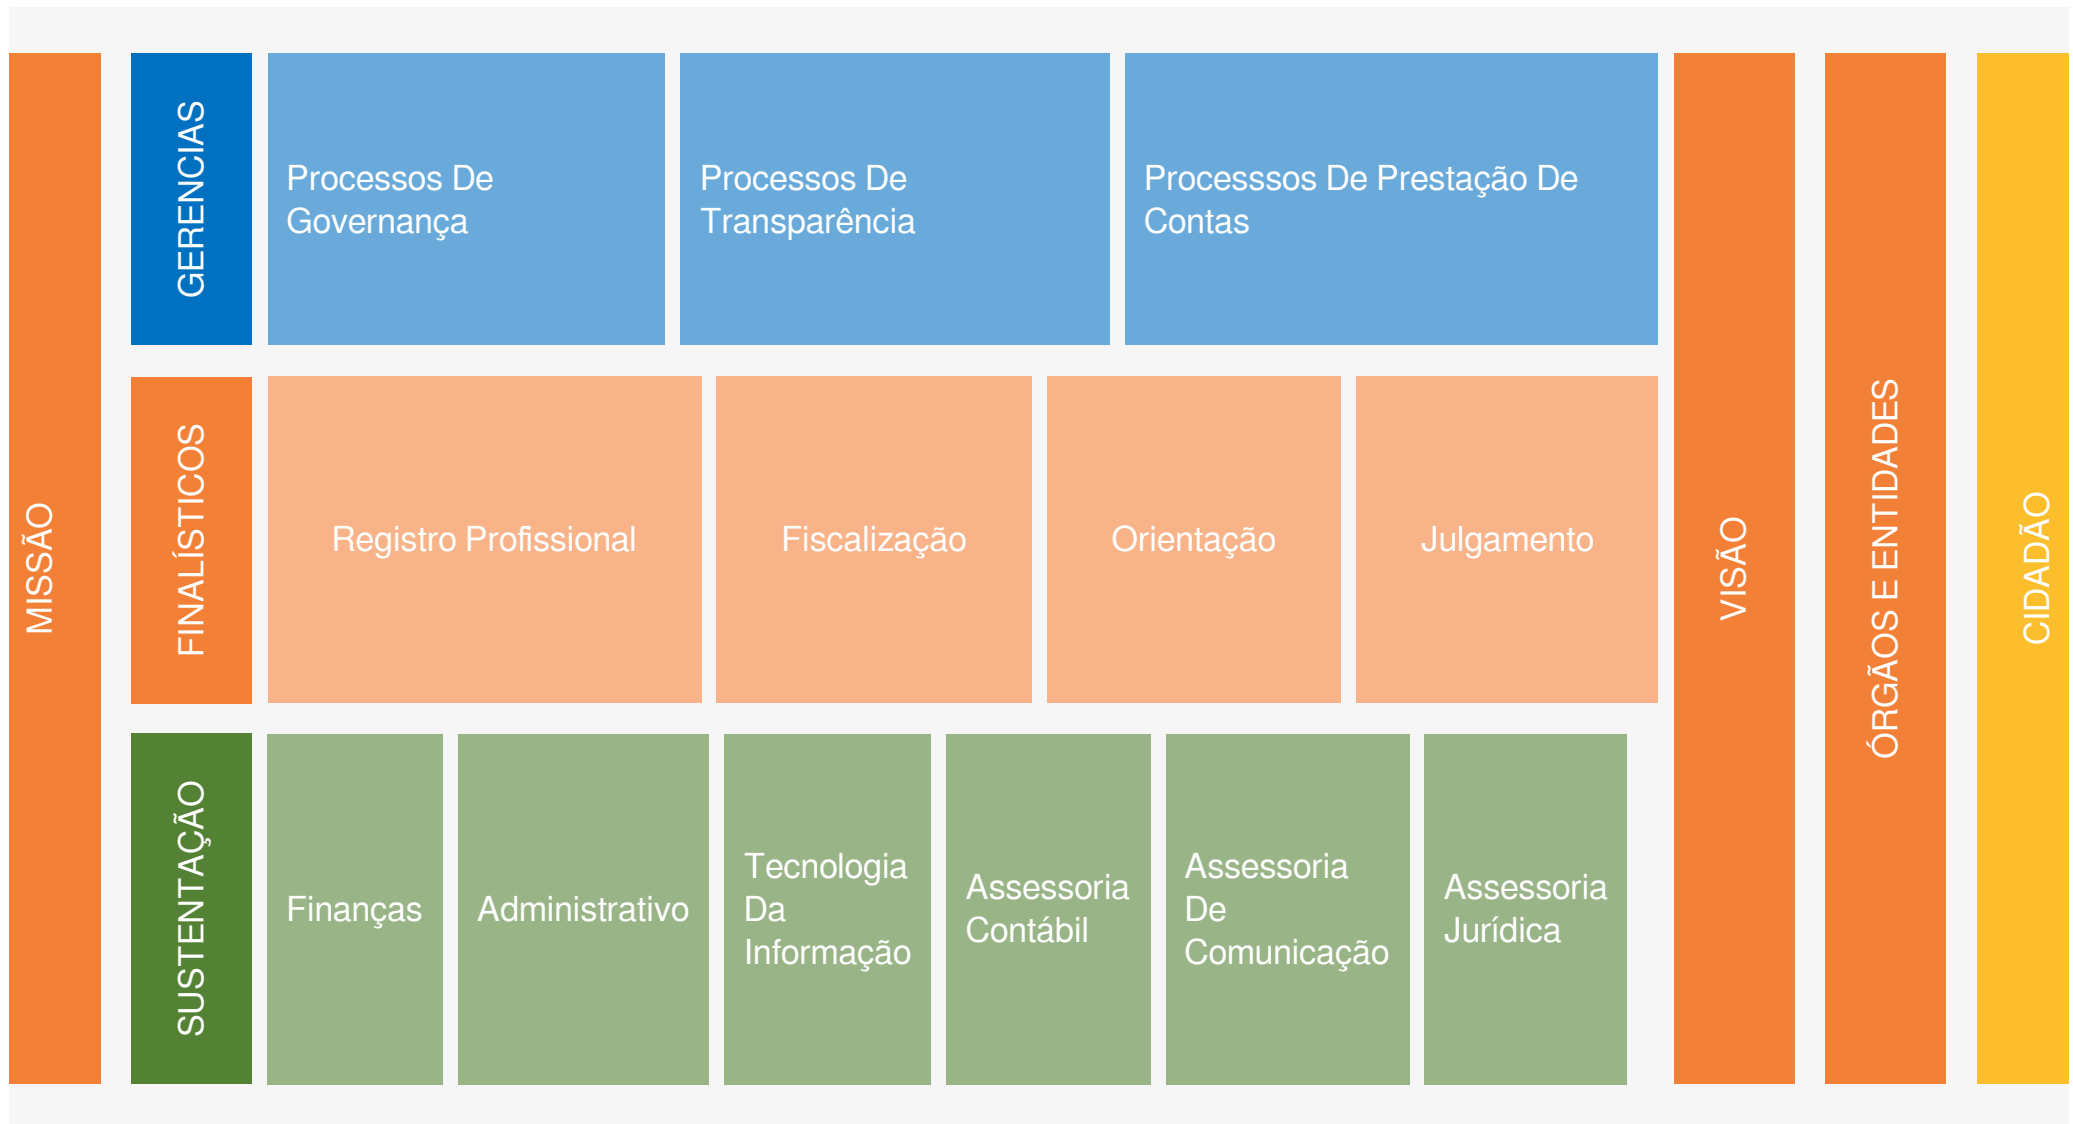 MISSÃO
GERENCIAS
Processos De
Governança
Processos De
Transparência
Processsos De Prestação De
Contas
FINALÍSTICOS
Registro Profissional
Fiscalização
Orientação
Julgamento
SUSTENTAÇÃO
Finanças
Administrativo
Tecnologia
Da
Informação
Assessoria
Contábil
Assessoria
De
Comunicação
Assessoria
Jurídica
VISÃO
ÓRGÃOS E ENTIDADES
CIDADÃO